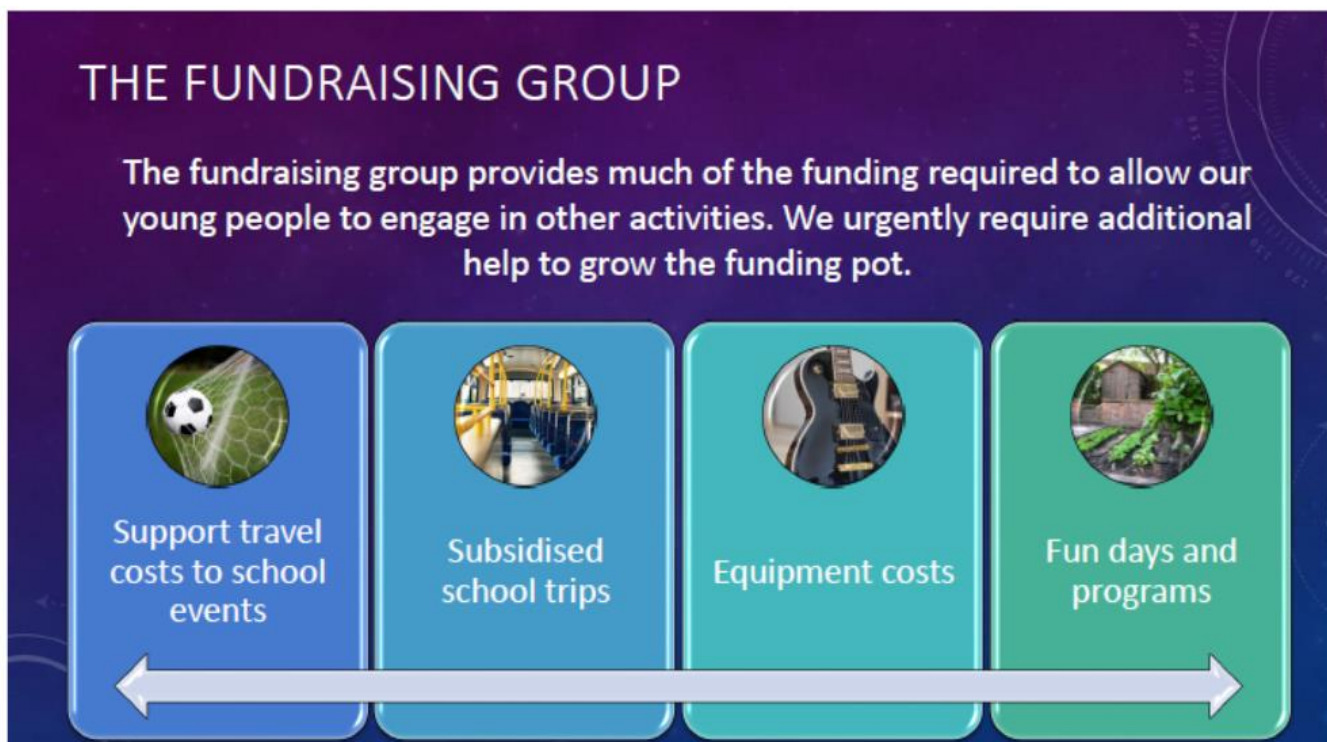 THE FUNDRAISING GROUP
The fundraising group provides much of the funding required to allow our
young people to engage in other activities. We urgently require additional
help to grow the funding pot.
Support travel
costs to school
events
Subsidised
school trips
Equipment costs
Fun days and
programs